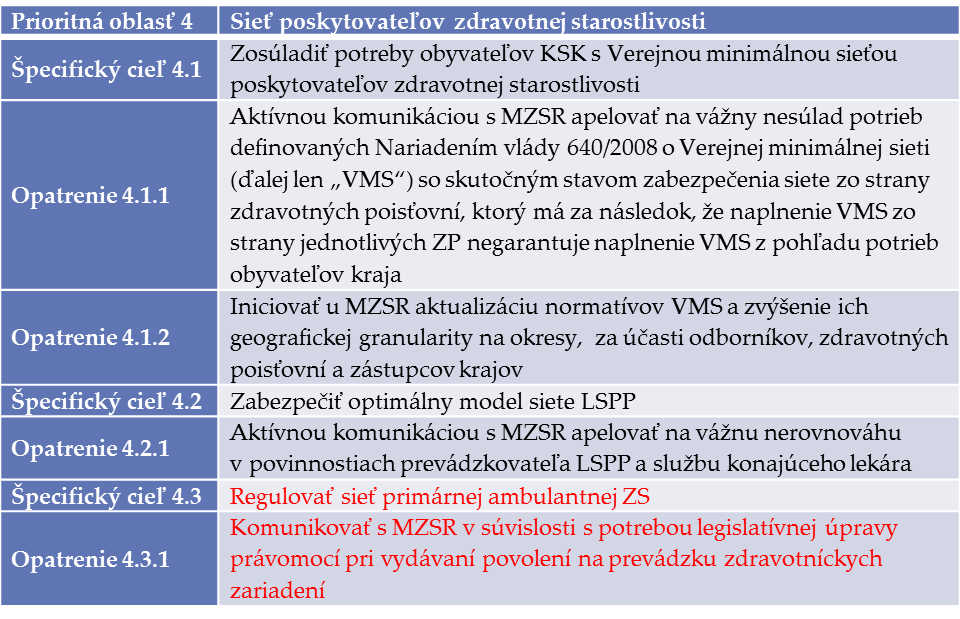 Prioritná oblasť 4 Sieť poskytovateľov zdravotnej starostlivosti
Špecifický cieľ 4.1 Zosúladiť potreby obyvateľov KSK s Verejnou minimálnou sieťou
poskytovateľov zdravotnej starostlivosti
Opatrenie 4.1.1
Aktívnou komunikáciou s MZSR apelovať na vážny nesúlad potrieb
definovaných Nariadením vlády 640/2008 o Verejnej minimálnej sieti
(ďalej len „VMS“) so skutočným stavom zabezpečenia siete zo strany
zdravotných poisťovní, ktorý má za následok, že naplnenie VMS zo
strany jednotlivých ZP negarantuje naplnenie VMS z pohľadu potrieb
obyvateľov kraja
Opatrenie 4.1.2
Iniciovať u MZSR aktualizáciu normatívov VMS a zvýšenie ich
geografickej granularity na okresy, za účasti odborníkov, zdravotných
poisťovní a zástupcov krajov
Špecifický cieľ 4.2 Zabezpečiť optimálny model siete LSPP
Opatrenie 4.2.1
Aktívnou komunikáciou s MZSR apelovať na vážnu nerovnováhu
v povinnostiach prevádzkovateľa LSPP a službu konajúceho lekára
Špecifický cieľ 4.3 Regulovať sieť primárnej ambulantnej ZS
Opatrenie 4.3.1
Komunikovať s MZSR v súvislosti s potrebou legislatívnej úpravy
právomocí pri vydávaní povolení na prevádzku zdravotníckych
zariadení